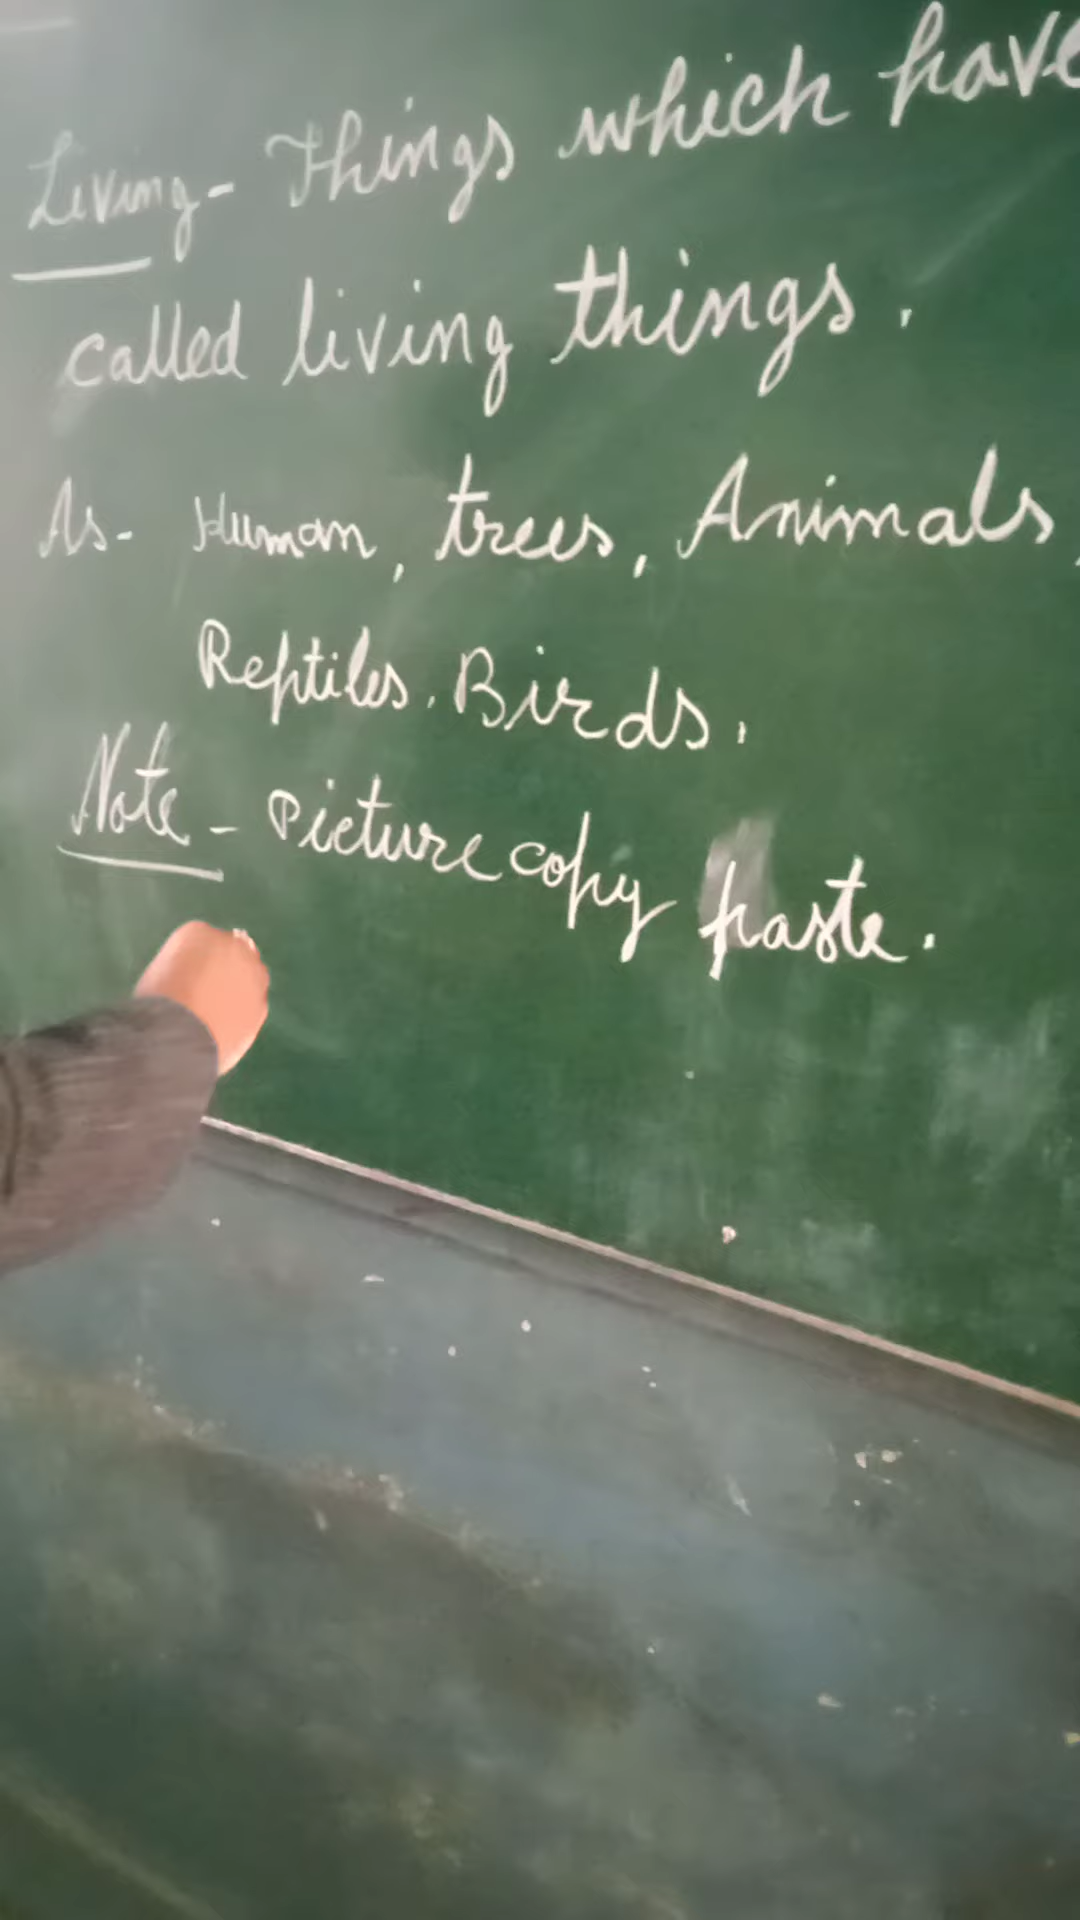 Living - Things which have
called living things.
As - Human, trees, Animals,
Reptiles. Birds.
Note - Picture copy paste.